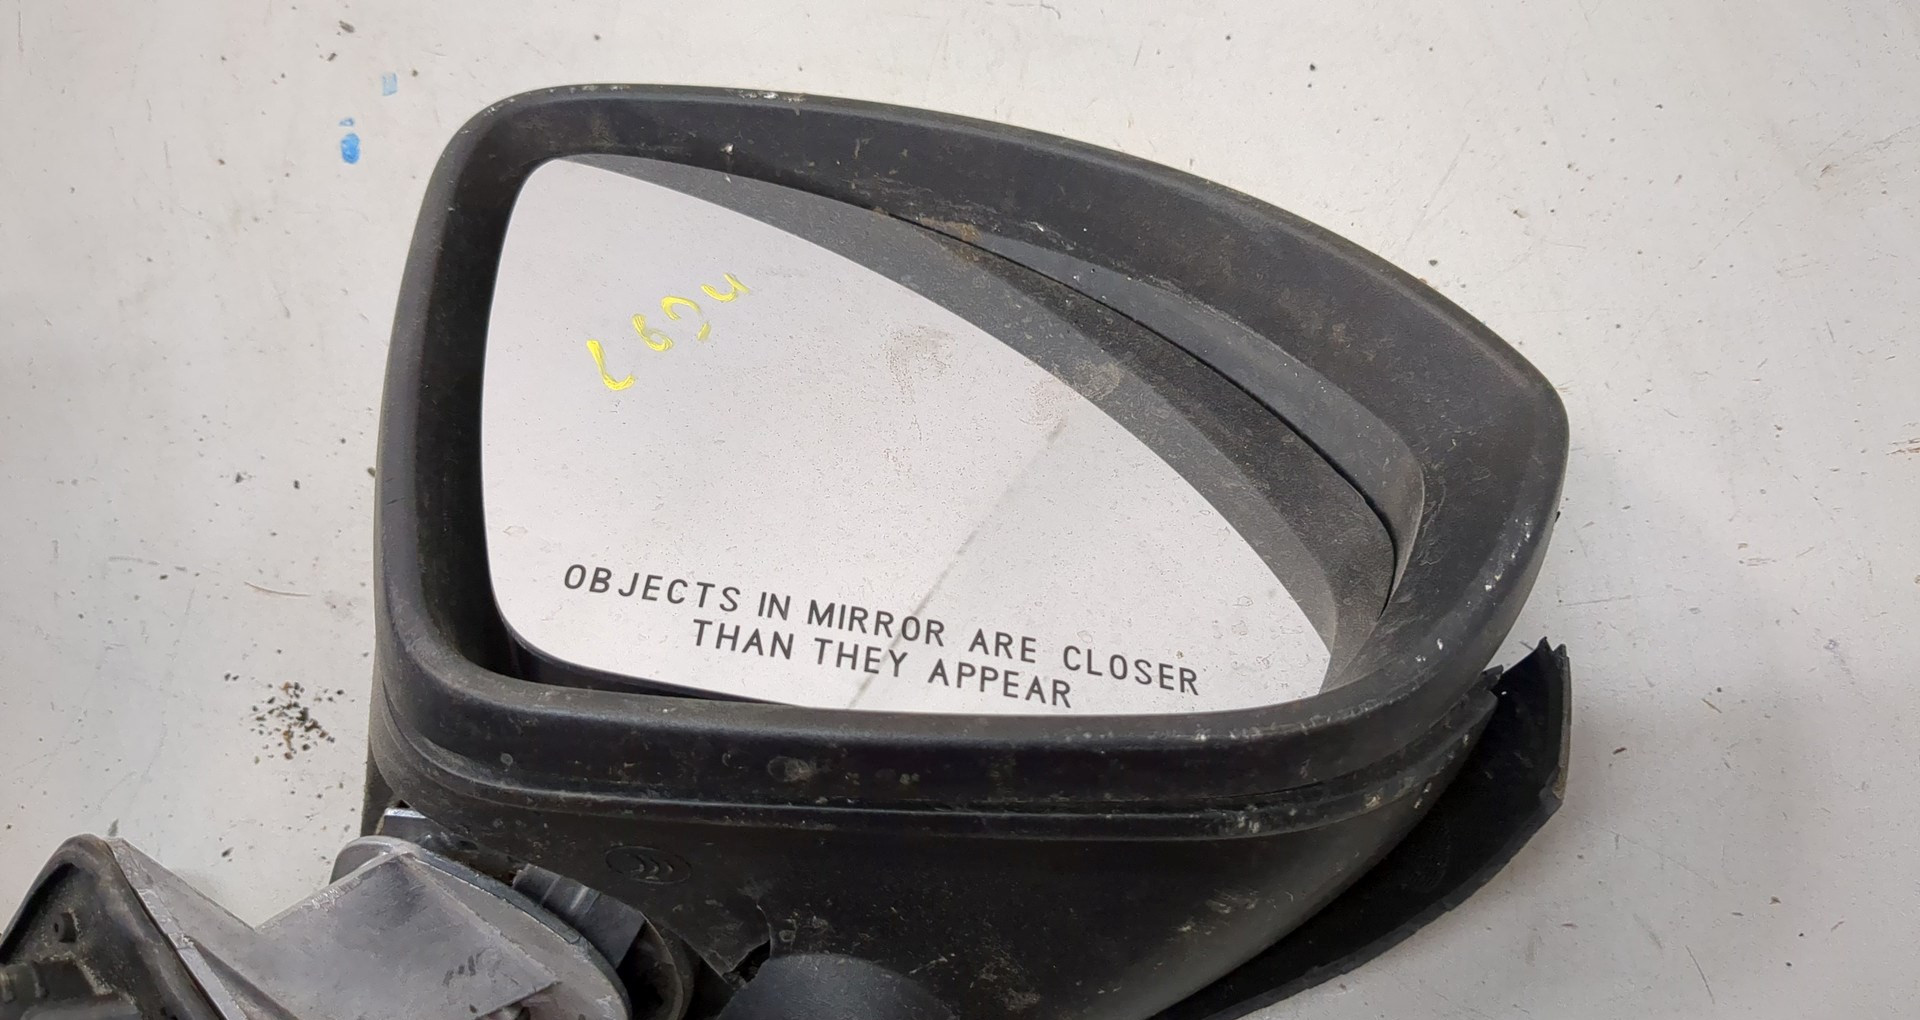 OBJECTS IN MIRROR ARE CLOSER
THAN THEY APPEAR